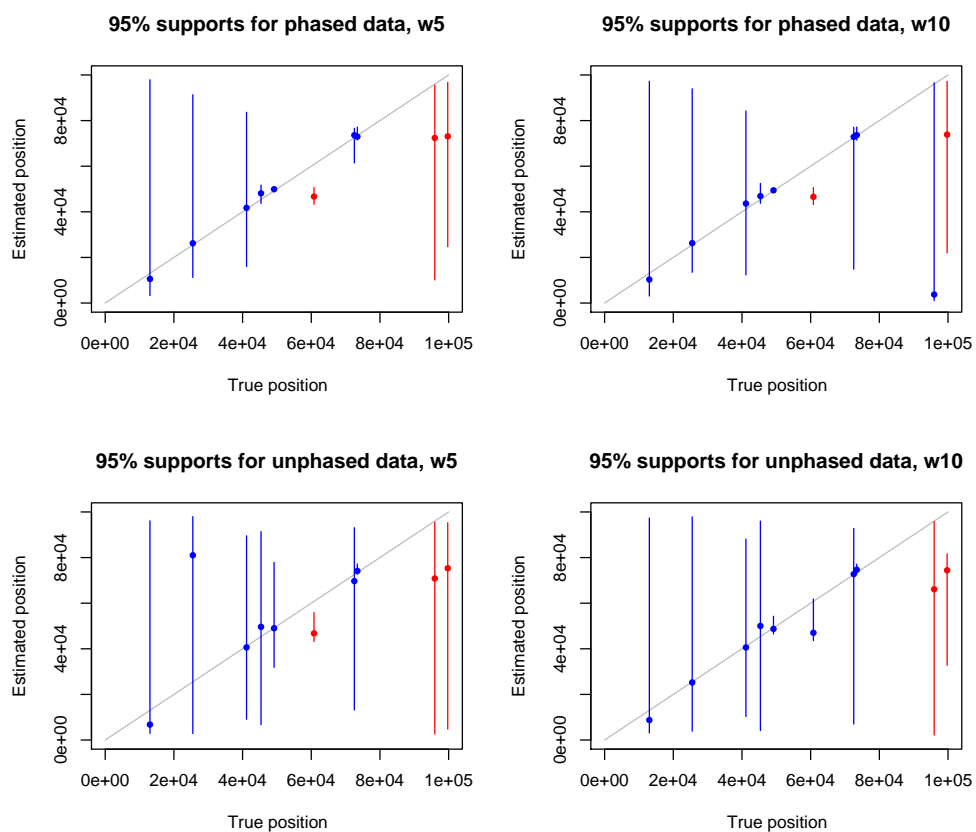 95% supports for phased data, w5
95% supports for phased data, w10
Estimated position
0e+00 4e+04 8e+04
0e+00 2e+04 4e+04 6e+04 8e+04 1e+05
True position
Estimated position
0e+00 4e+04 8e+04
0e+00 2e+04 4e+04 6e+04 8e+04 1e+05
True position
95% supports for unphased data, w5
95% supports for unphased data, w10
Estimated position
0e+00 4e+04 8e+04
0e+00 2e+04 4e+04 6e+04 8e+04 1e+05
True position
Estimated position
0e+00 4e+04 8e+04
0e+00 2e+04 4e+04 6e+04 8e+04 1e+05
True position